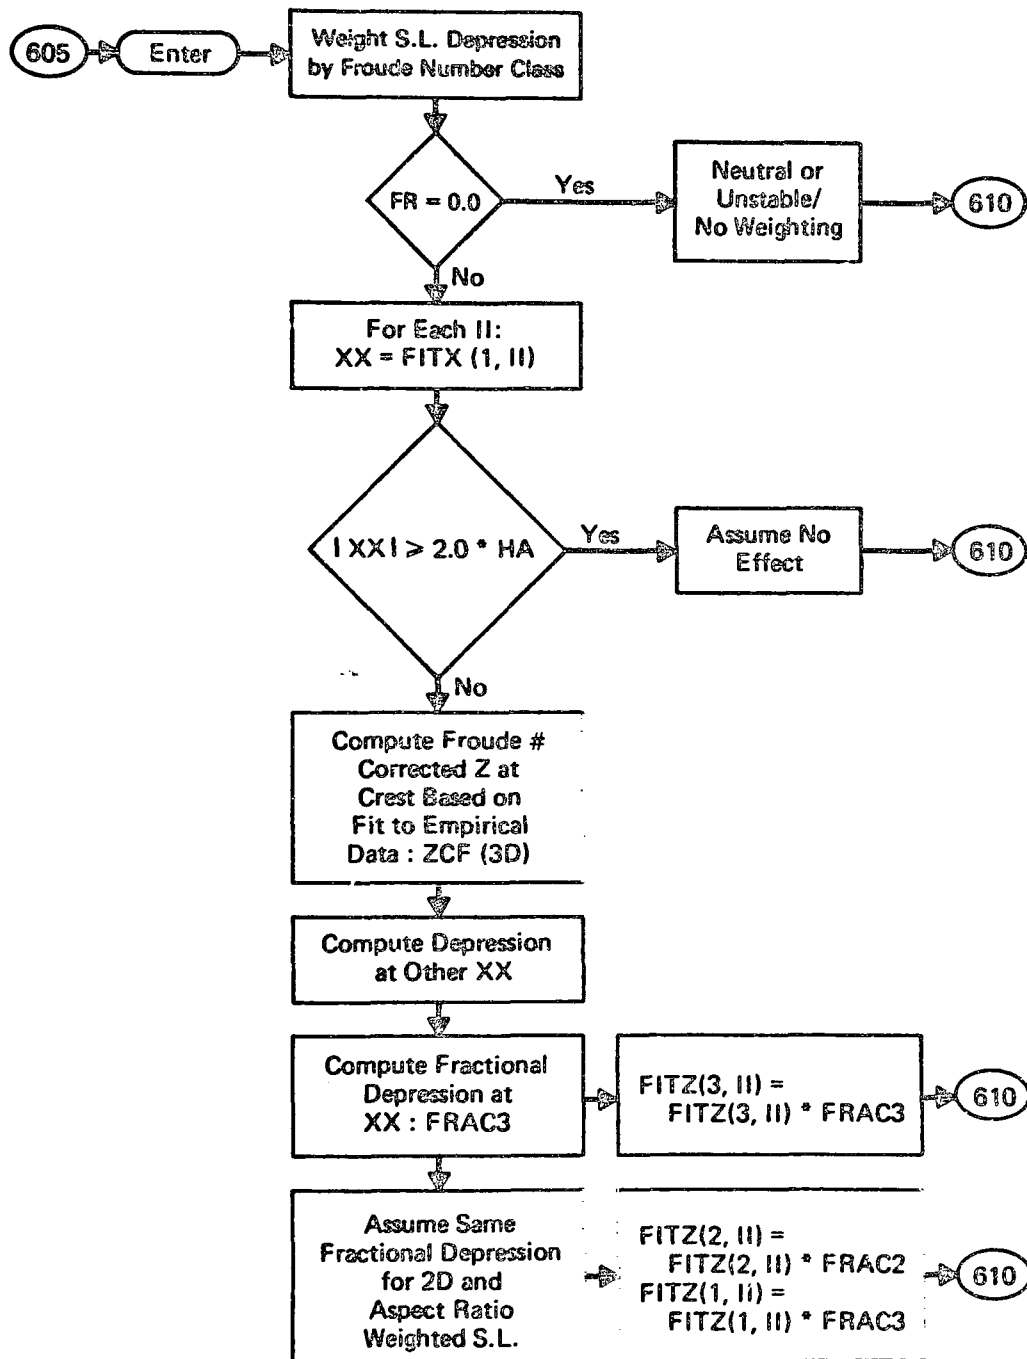 605
Enter
Weight S.L. Depression
by Froude Number Class
FR = 0.0
Yes
Neutral or
Unstable/
No Weighting
610
No
For Each II:
XX = FITX (1, II)
| XX | ⩾ 2.0 * HA
Yes
Assume No
Effect
610
No
Compute Froude #
Corrected Z at
Crest Based on
Fit to Empirical
Data : ZCF (3D)
Compute Depression
at Other XX
Compute Fractional
Depression at
XX : FRAC3
FITZ(3, II) =
FITZ(3, II) * FRAC3
610
Assume Same
Fractional Depression
for 2D and
Aspect Ratio
Weighted S.L.
FITZ(2, II) =
FITZ(2, II) * FRAC2
FITZ(1, II) =
FITZ(1, II) * FRAC3
610